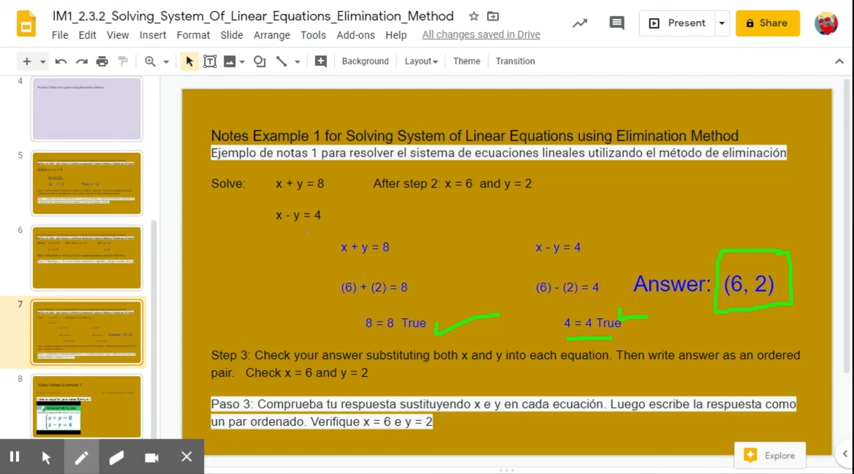 IM1_2.3.2_Solving_System_Of_Linear_Equations_Elimination_Method
File Edit View Insert Format Slide Arrange Tools Add-ons Help All changes saved in Drive
Present
Share
Background Layout Theme Transition
4
5
6
7
8
Notes Example 1 for Solving System of Linear Equations using Elimination Method
Ejemplo de notas 1 para resolver el sistema de ecuaciones lineales utilizando el método de eliminación
Solve: x + y = 8 After step 2: x = 6 and y = 2
x - y = 4
x + y = 8 x - y = 4
(6) + (2) = 8 (6) - (2) = 4 Answer: (6, 2)
8 = 8 True 4 = 4 True
Step 3: Check your answer substituting both x and y into each equation. Then write answer as an ordered
pair. Check x = 6 and y = 2
Paso 3: Comprueba tu respuesta sustituyendo x e y en cada ecuación. Luego escribe la respuesta como
un par ordenado. Verifique x = 6 e y = 2
Explore